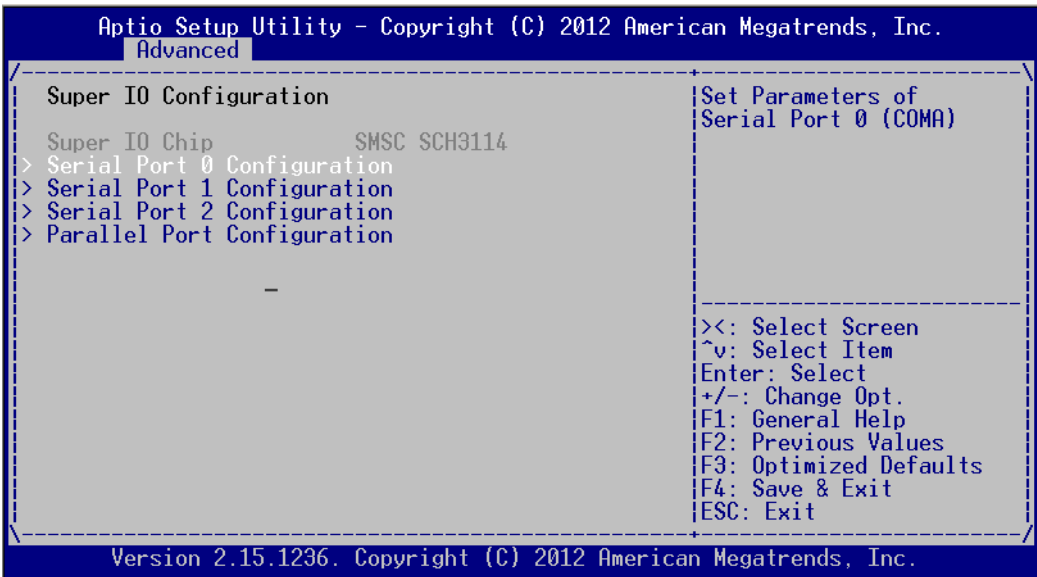 Aptio Setup Utility - Copyright (C) 2012 American Megatrends, Inc.
Advanced
Super IO Configuration
Super IO Chip SMSC SCH3114
> Serial Port 0 Configuration
> Serial Port 1 Configuration
> Serial Port 2 Configuration
> Parallel Port Configuration
Set Parameters of
Serial Port 0 (COMA)
><: Select Screen
^v: Select Item
Enter: Select
+/-: Change Opt.
F1: General Help
F2: Previous Values
F3: Optimized Defaults
F4: Save & Exit
ESC: Exit
Version 2.15.1236. Copyright (C) 2012 American Megatrends, Inc.